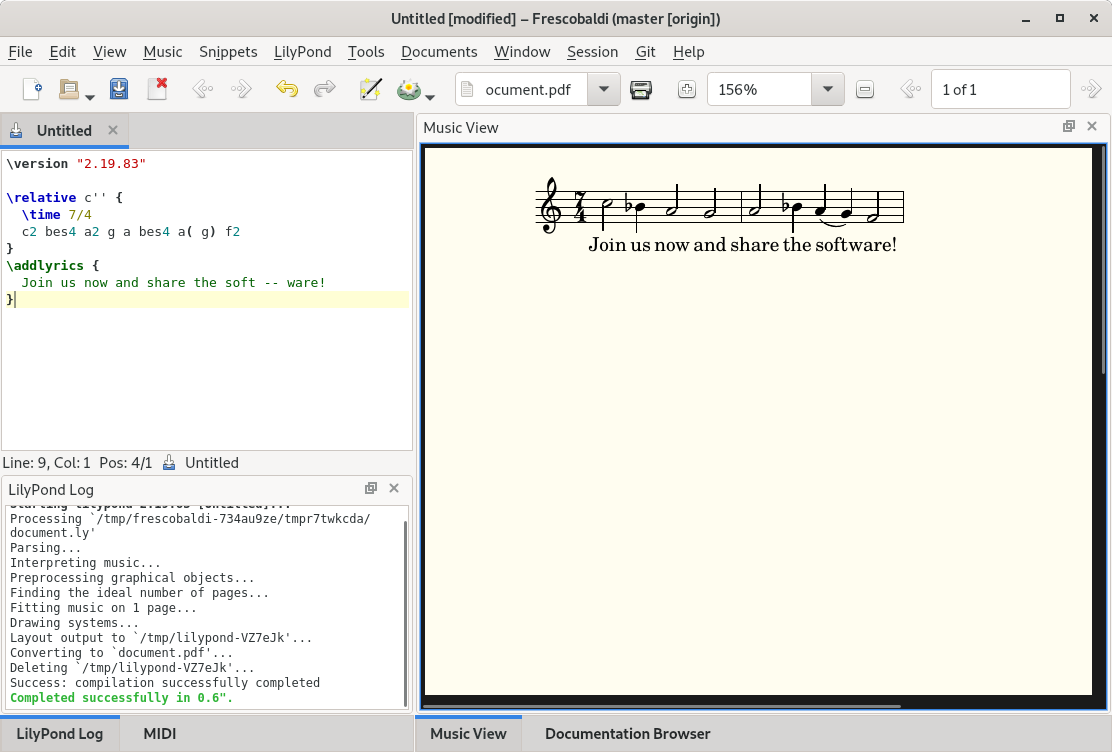 Untitled [modified] – Frescobaldi (master [origin])
File Edit View Music Snippets LilyPond Tools Documents Window Session Git Help
ocument.pdf 156% 1 of 1
Untitled
\version "2.19.83"
\relative c'' {
\time 7/4
c2 bes4 a2 g a bes4 a( g) f2
}
\addlyrics {
Join us now and share the soft -- ware!
}
Line: 9, Col: 1 Pos: 4/1 Untitled
LilyPond Log
Starting lilypond 2.19.83 [Untitled]...
Processing `/tmp/frescobaldi-734au9ze/tmpr7twkcda/
document.ly'
Parsing...
Interpreting music...
Preprocessing graphical objects...
Finding the ideal number of pages...
Fitting music on 1 page...
Drawing systems...
Layout output to `/tmp/lilypond-VZ7eJk'...
Converting to `document.pdf'...
Deleting `/tmp/lilypond-VZ7eJk'...
Success: compilation successfully completed
Completed successfully in 0.6".
LilyPond Log MIDI
Music View
7
4
Join us now and share the software!
Music View Documentation Browser